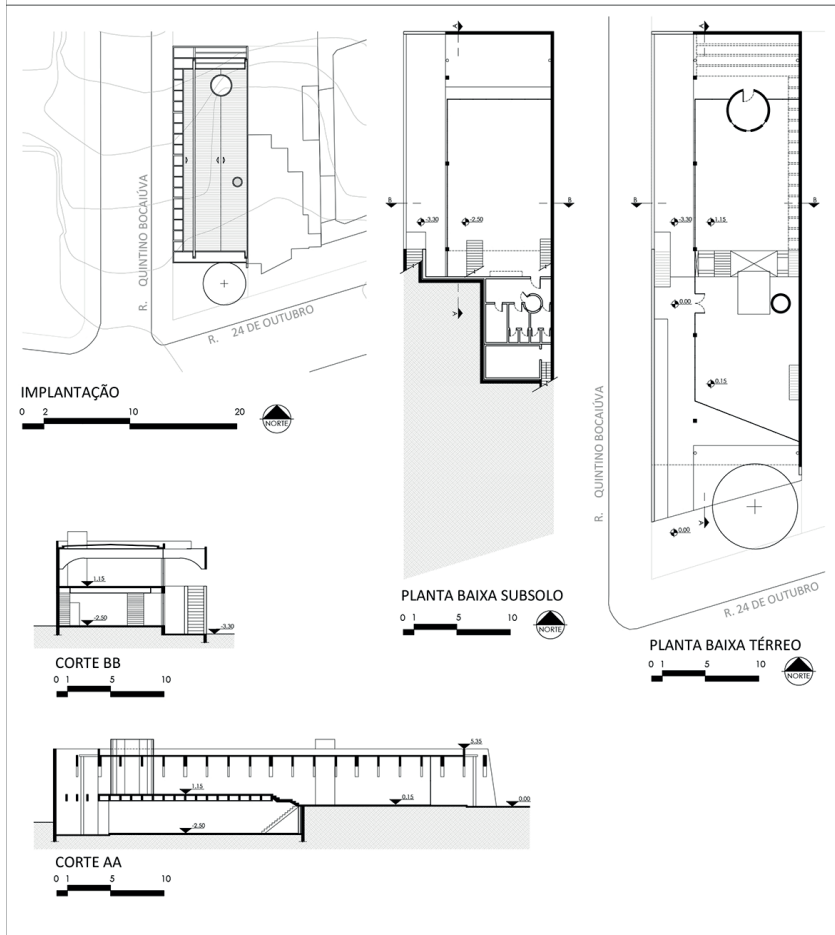 R. QUINTINO BOCAIÚVA
R. 24 DE OUTUBRO
IMPLANTAÇÃO
0 2 10 20
NORTE
A
B B
-3.30 -2.50
A
PLANTA BAIXA SUBSOLO
0 1 5 10
NORTE
A
B B
-3.30 1.15
0.00
0.15
R. QUINTINO BOCAIÚVA
0.00
A
R. 24 DE OUTUBRO
PLANTA BAIXA TÉRREO
0 1 5 10
NORTE
1.15
-2.50
-3.30
CORTE BB
0 1 5 10
5.35
1.15
0.15
0.00
-2.50
CORTE AA
0 1 5 10